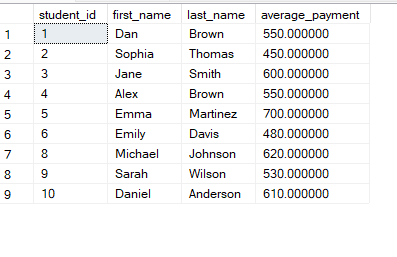 student_id first_name last_name average_payment
1 1 Dan Brown 550.000000
2 2 Sophia Thomas 450.000000
3 3 Jane Smith 600.000000
4 4 Alex Brown 550.000000
5 5 Emma Martinez 700.000000
6 6 Emily Davis 480.000000
7 8 Michael Johnson 620.000000
8 9 Sarah Wilson 530.000000
9 10 Daniel Anderson 610.000000